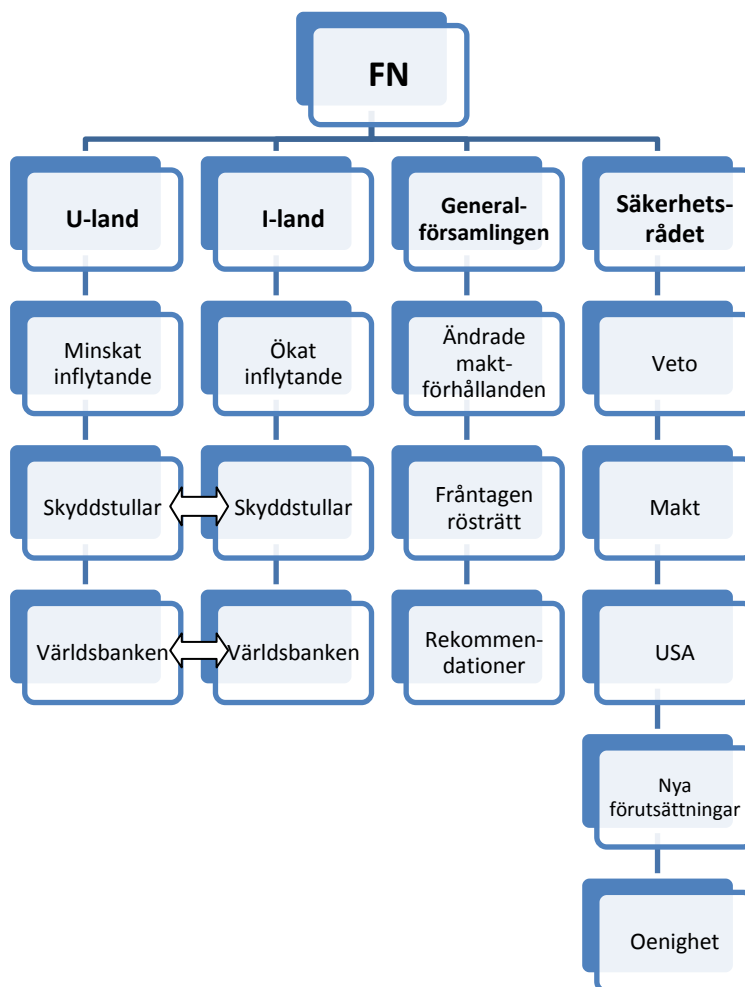 FN
U-land
Minskat
inflytande
Skyddstullar
Världsbanken
I-land
Ökat
inflytande
Skyddstullar
Världsbanken
General-
församlingen
Ändrade
makt-
förhållanden
Fråntagen
rösträtt
Rekommen-
dationer
Säkerhets-
rådet
Veto
Makt
USA
Nya
förutsättningar
Oenighet